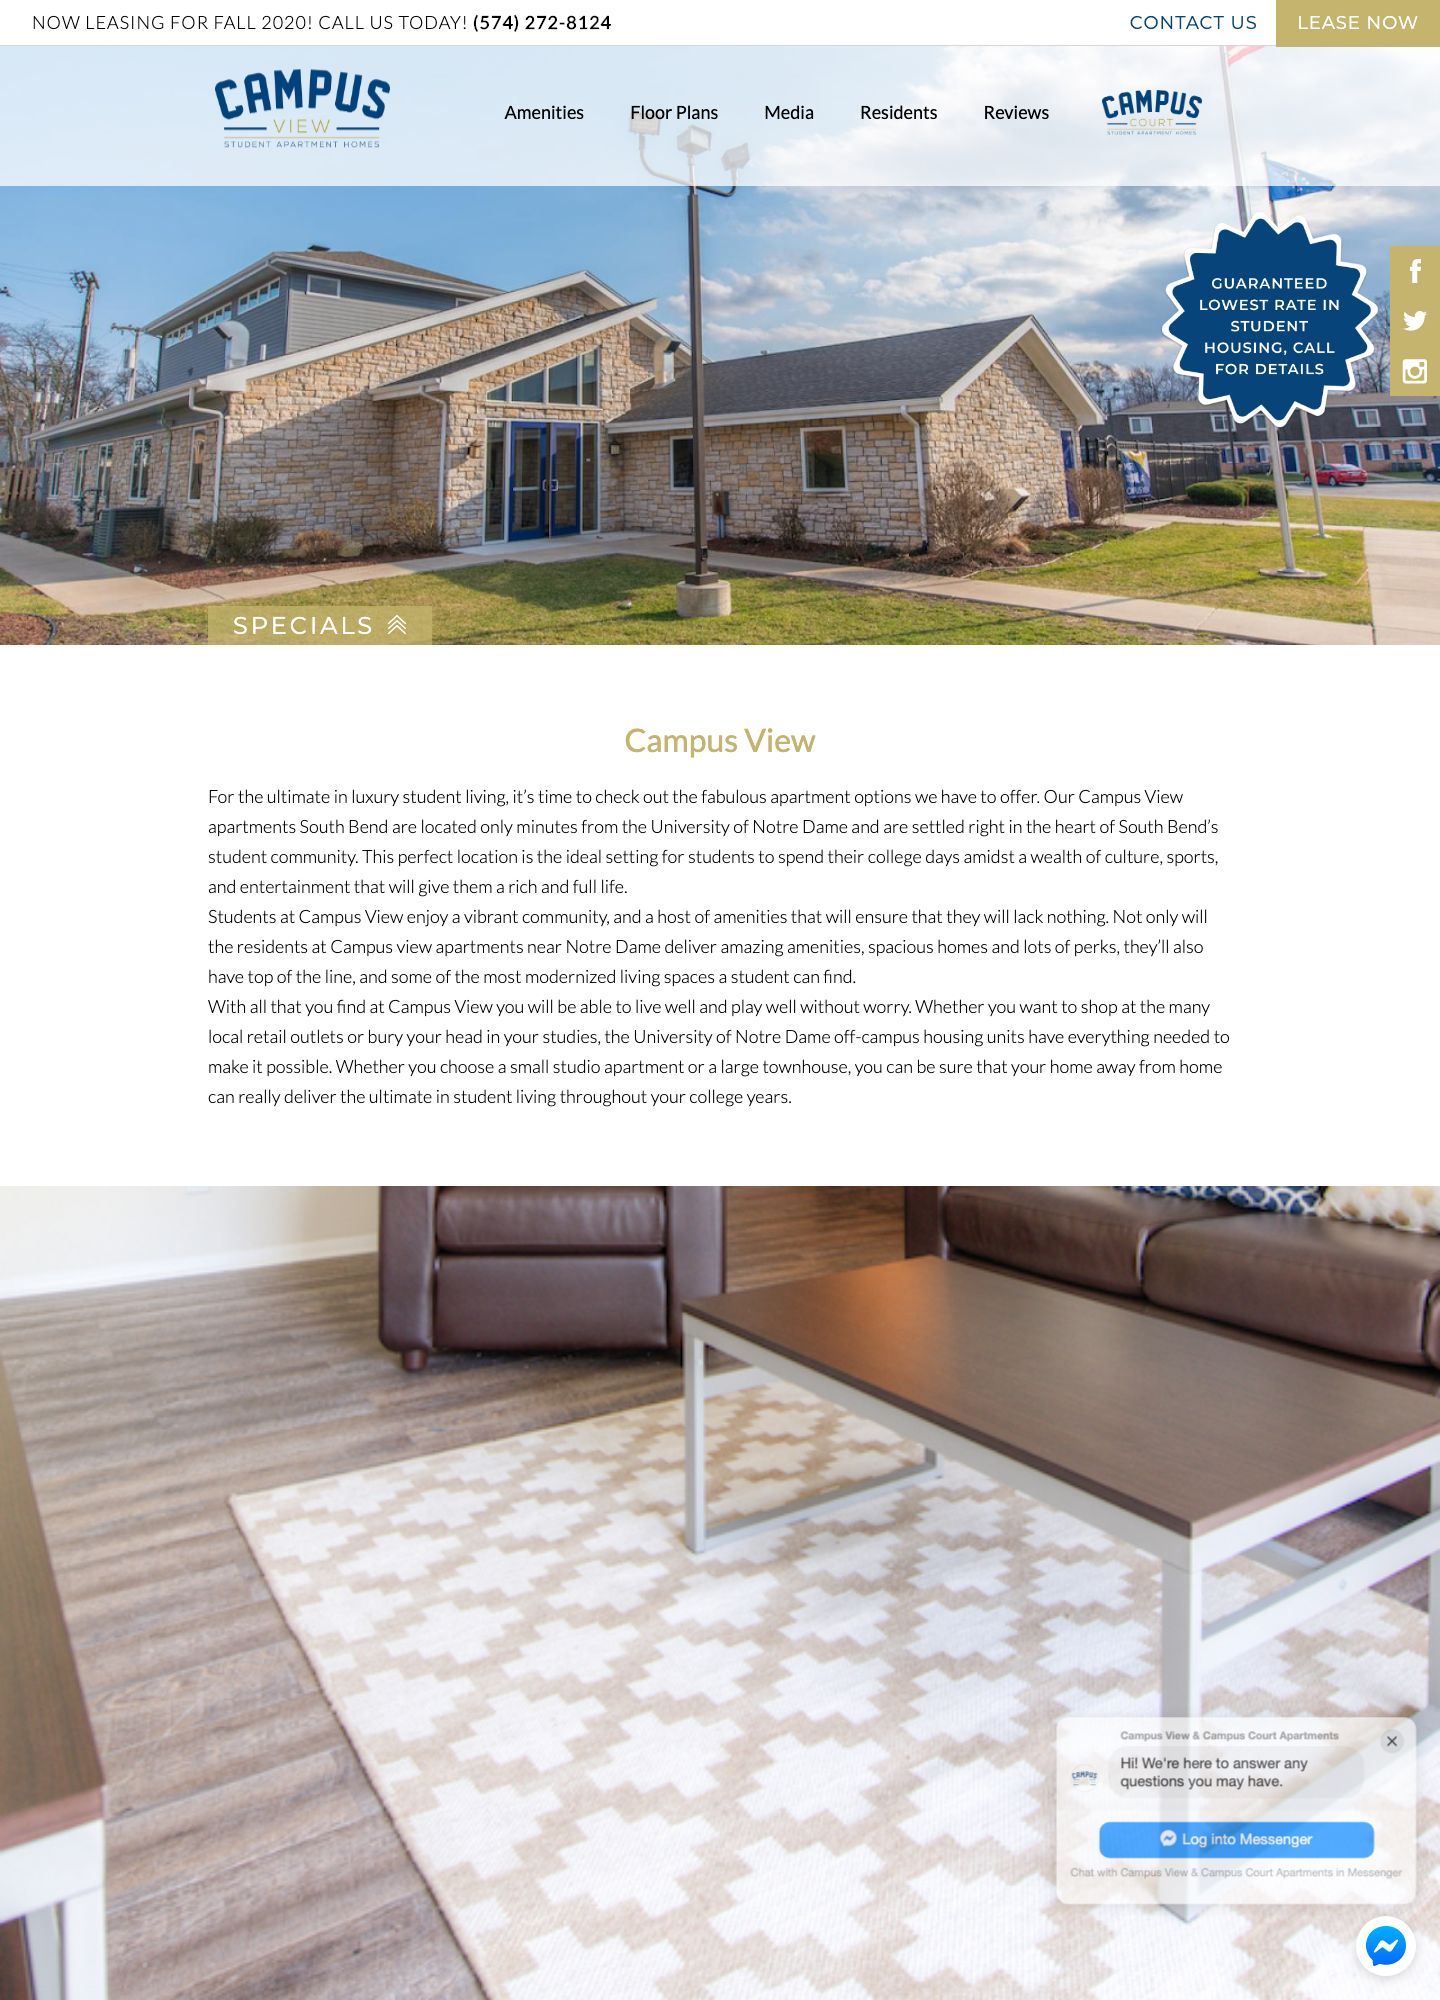 NOW LEASING FOR FALL 2020! CALL US TODAY! (574) 272-8124
CONTACT US
LEASE NOW
CAMPUS
VIEW
STUDENT APARTMENT HOMES
Amenities
Floor Plans
Media
Residents
Reviews
CAMPUS
COURT
STUDENT APARTMENT HOMES
GUARANTEED
LOWEST RATE IN
STUDENT
HOUSING, CALL
FOR DETAILS
SPECIALS
Campus View
For the ultimate in luxury student living, it’s time to check out the fabulous apartment options we have to offer. Our Campus View
apartments South Bend are located only minutes from the University of Notre Dame and are settled right in the heart of South Bend’s
student community. This perfect location is the ideal setting for students to spend their college days amidst a wealth of culture, sports,
and entertainment that will give them a rich and full life.
Students at Campus View enjoy a vibrant community, and a host of amenities that will ensure that they will lack nothing. Not only will
the residents at Campus view apartments near Notre Dame deliver amazing amenities, spacious homes and lots of perks, they’ll also
have top of the line, and some of the most modernized living spaces a student can find.
With all that you find at Campus View you will be able to live well and play well without worry. Whether you want to shop at the many
local retail outlets or bury your head in your studies, the University of Notre Dame off-campus housing units have everything needed to
make it possible. Whether you choose a small studio apartment or a large townhouse, you can be sure that your home away from home
can really deliver the ultimate in student living throughout your college years.
Campus View & Campus Court Apartments
CAMPUS
Hi! We're here to answer any
questions you may have.
Log into Messenger
Chat with Campus View & Campus Court Apartments in Messenger